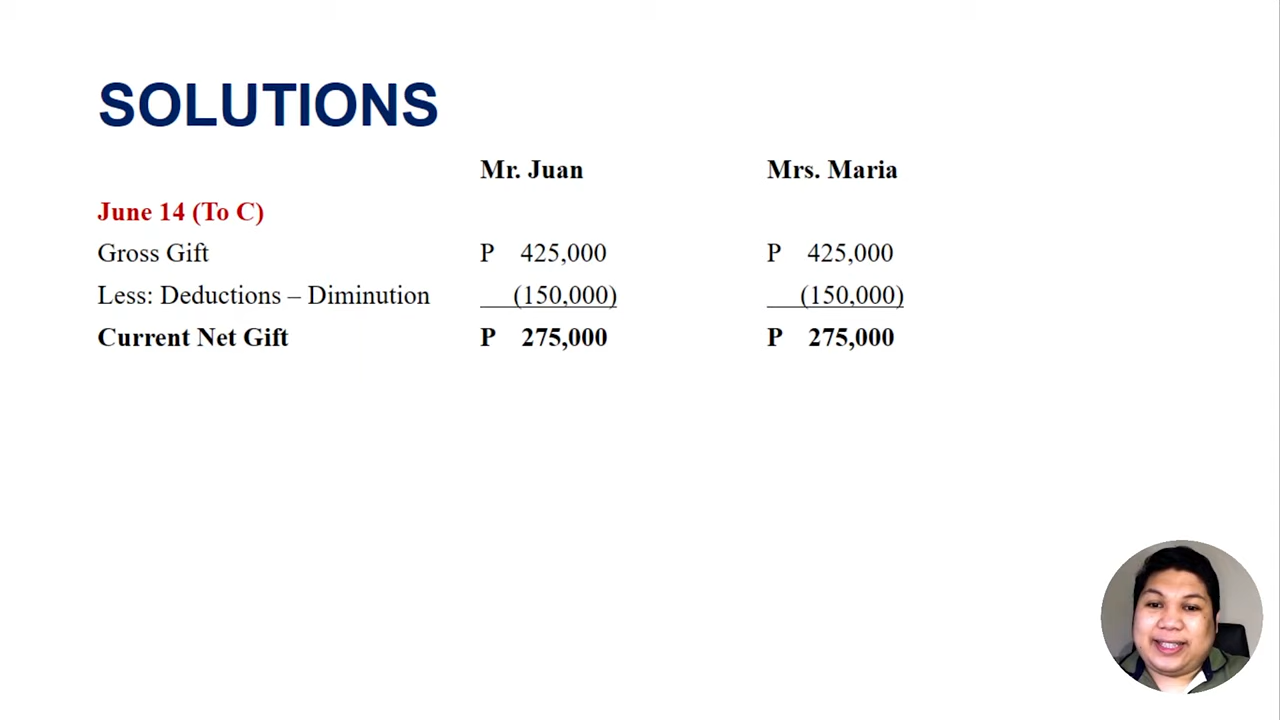 SOLUTIONS
Mr. Juan Mrs. Maria
June 14 (To C)
Gross Gift P 425,000 P 425,000
Less: Deductions – Diminution (150,000) (150,000)
Current Net Gift P 275,000 P 275,000